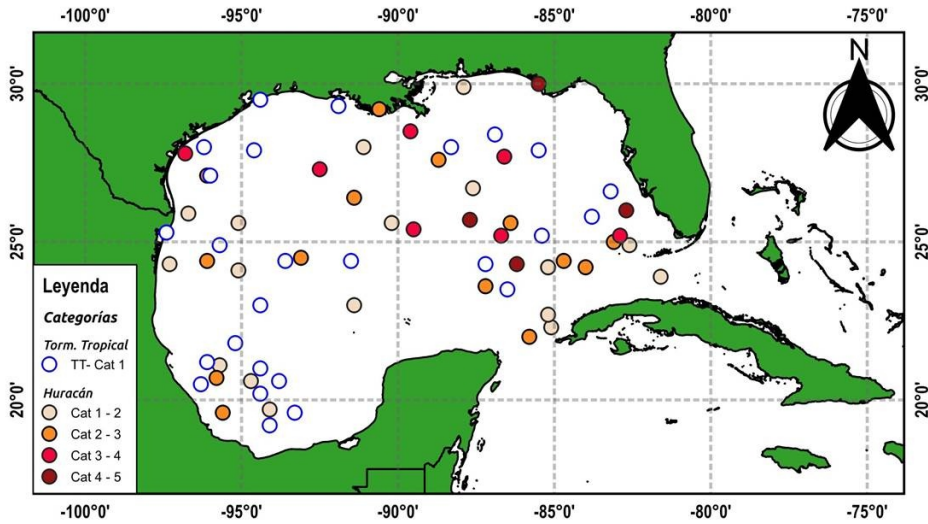 -100°0' -95°0' -90°0' -85°0' -80°0' -75°0'
N
30°0' 30°0'
25°0' 25°0'
20°0' 20°0'
Leyenda
Categorías
Torm. Tropical
TT- Cat 1
Huracán
Cat 1 - 2
Cat 2 - 3
Cat 3 - 4
Cat 4 - 5
-100°0' -95°0' -90°0' -85°0' -80°0' -75°0'